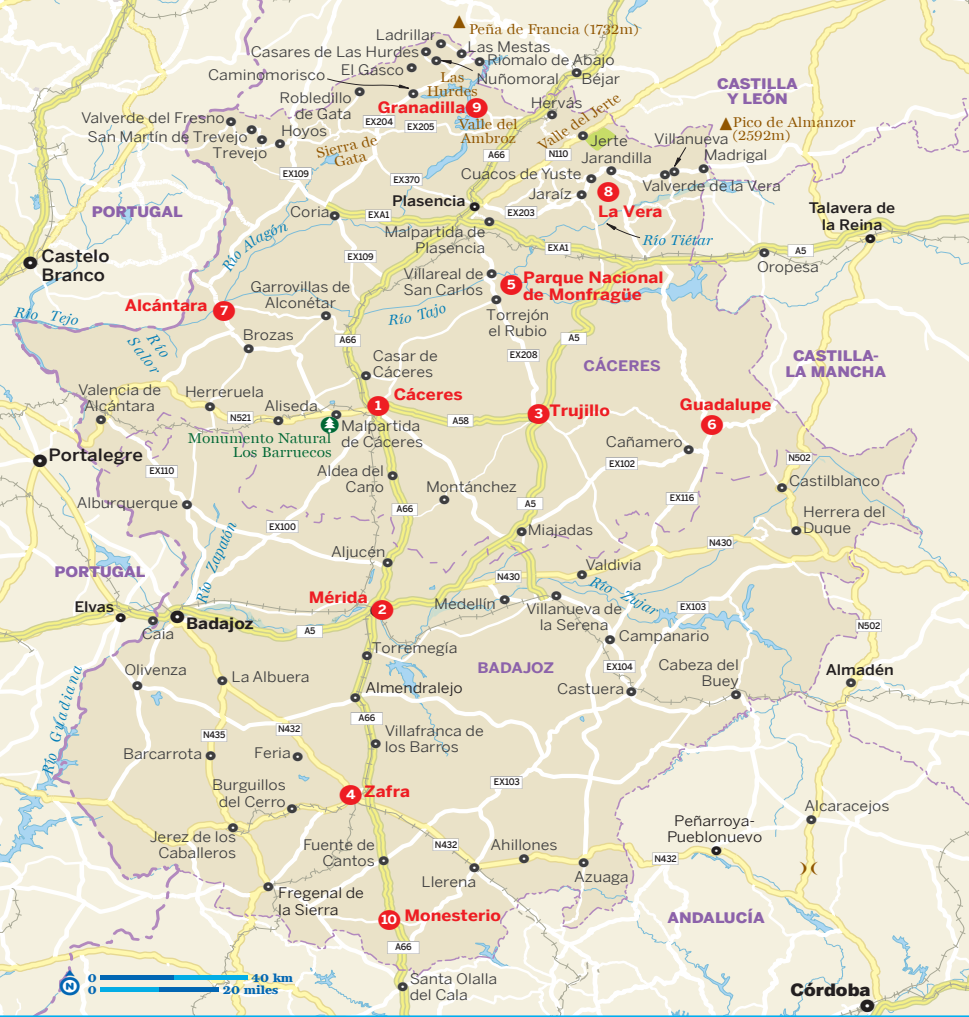 Peña de Francia (1732m)
Ladrillar
Las Mestas
Casares de Las Hurdes
Riomalo de Abajo
El Gasco
Nuñomoral
Béjar
Caminomorisco
Las
Hurdes
CASTILLA
Y LEÓN
Robledillo
de Gata
Granadilla
9
Hervás
Valle del Jerte
Valverde del Fresno
EX204
EX205
Valle del
Ambroz
Pico de Almanzor
(2592m)
San Martín de Trevejo
Hoyos
Trevejo
Sierra de
Gata
A66
N110
Jerte
Villanueva
Madrigal
Jarandilla
EX109
EX370
Cuacos de Yuste
Valverde de la Vera
Jaraíz
8
La Vera
Plasencia
PORTUGAL
Coria
EXA1
EX203
Talavera de
la Reina
Malpartida de
Plasencia
Río Tiétar
Río Alagón
EXA1
A5
Castelo
Branco
EX109
Oropesa
Villareal de
San Carlos
5
Parque Nacional
de Monfragüe
Garrovillas de
Alconétar
Alcántara
7
Río Tajo
Torrejón
el Rubio
Río Tejo
Río
Salor
Brozas
A66
A5
EX208
CÁCERES
CASTILLA-
LA MANCHA
Casar de
Cáceres
Valencia de
Alcántara
Herreruela
Cáceres
1
Aliseda
N521
A58
3
Trujillo
Guadalupe
6
Malpartida
de Cáceres
Monumento Natural
Los Barruecos
Cañamero
Portalegre
EX110
EX102
N502
Aldea del
Cano
Castilblanco
Montánchez
EX116
Alburquerque
A66
A5
Herrera del
Duque
EX100
Miajadas
Río Zapatón
N430
Aljucén
PORTUGAL
Valdivia
N430
Río Zujar
Mérida
2
Medellín
Elvas
Villanueva de
la Serena
EX103
Badajoz
Caia
A5
N502
Campanario
Torremegía
BADAJOZ
EX104
Cabeza del
Buey
Olivenza
La Albuera
Almadén
Almendralejo
Castuera
Río Guadiana
A66
N435
N432
Villafranca de
los Barros
Barcarrota
Feria
EX103
Burguillos
del Cerro
4
Zafra
Alcaracejos
Peñarroya-
Pueblonuevo
Jerez de los
Caballeros
Fuente de
Cantos
N432
Ahillones
N432
Llerena
Azuaga
Fregenal de
la Sierra
10
Monesterio
ANDALUCÍA
A66
N
0 40 km
0 20 miles
Santa Olalla
del Cala
Córdoba